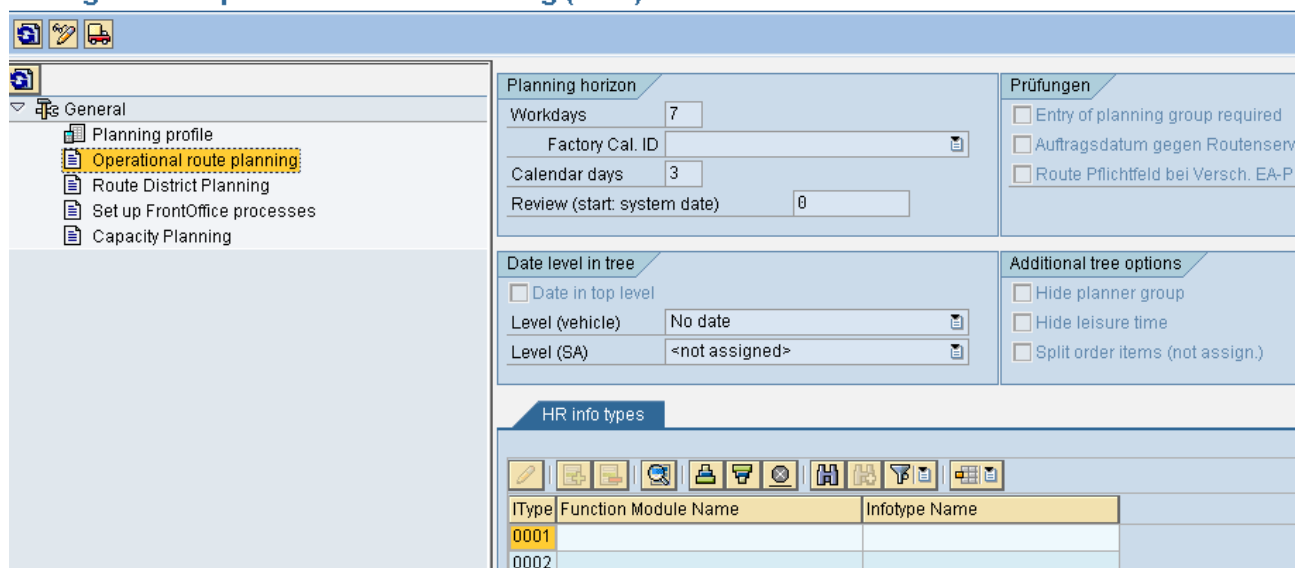 General
Planning profile
Operational route planning
Route District Planning
Set up FrontOffice processes
Capacity Planning
Planning horizon
Workdays 7
Factory Cal. ID
Calendar days 3
Review (start: system date) 0
Prüfungen
Entry of planning group required
Auftragsdatum gegen Routenserv
Route Pflichtfeld bei Versch. EA-P
Date level in tree
Date in top level
Level (vehicle) No date
Level (SA) <not assigned>
Additional tree options
Hide planner group
Hide leisure time
Split order items (not assign.)
HR info types
IType Function Module Name Infotype Name
0001
0002